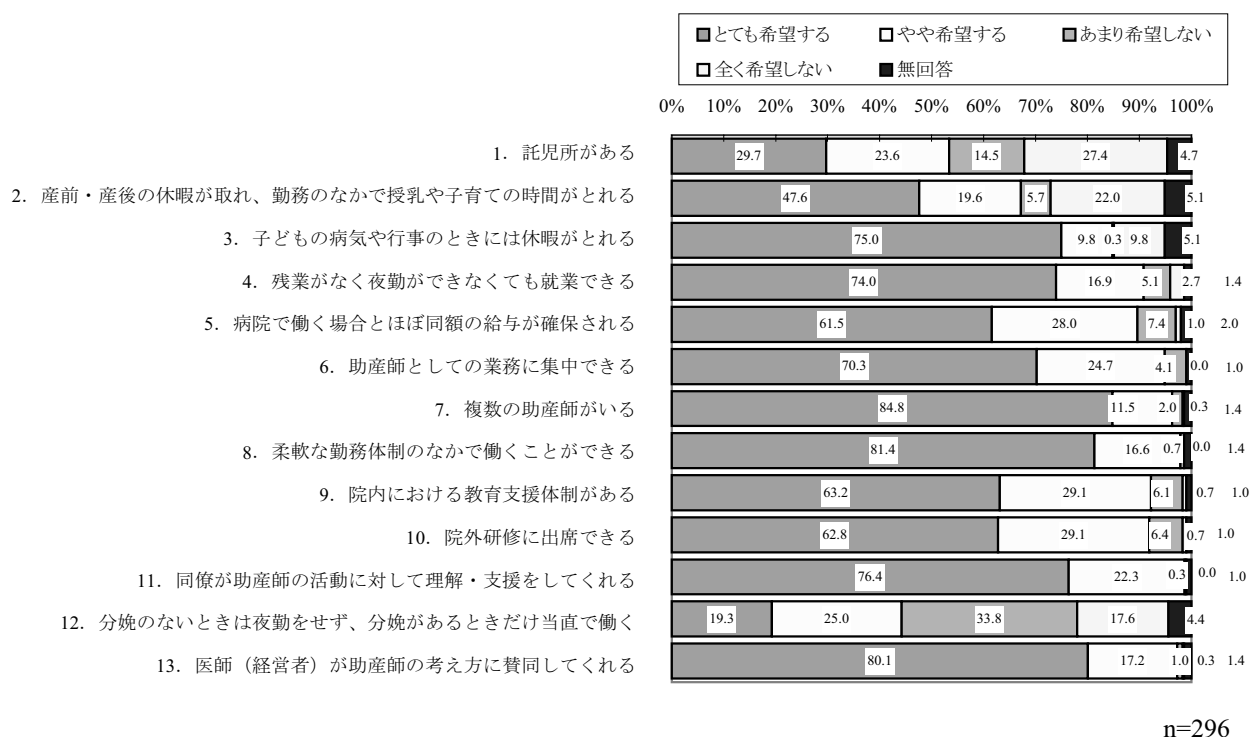 とても希望する やや希望する あまり希望しない
全く希望しない 無回答
0% 10% 20% 30% 40% 50% 60% 70% 80% 90% 100%
1. 託児所がある 29.7 23.6 14.5 27.4 4.7
2. 産前・産後の休暇が取れ、勤務のなかで授乳や子育ての時間がとれる 47.6 19.6 5.7 22.0 5.1
3. 子どもの病気や行事のときには休暇がとれる 75.0 9.8 0.3 9.8 5.1
4. 残業がなく夜勤ができなくても就業できる 74.0 16.9 5.1 2.7 1.4
5. 病院で働く場合とほぼ同額の給与が確保される 61.5 28.0 7.4 1.0 2.0
6. 助産師としての業務に集中できる 70.3 24.7 4.1 0.0 1.0
7. 複数の助産師がいる 84.8 11.5 2.0 0.3 1.4
8. 柔軟な勤務体制のなかで働くことができる 81.4 16.6 0.7 0.0 1.4
9. 院内における教育支援体制がある 63.2 29.1 6.1 0.7 1.0
10. 院外研修に出席できる 62.8 29.1 6.4 0.7 1.0
11. 同僚が助産師の活動に対して理解・支援をしてくれる 76.4 22.3 0.3 0.0 1.0
12. 分娩のないときは夜勤をせず、分娩があるときだけ当直で働く 19.3 25.0 33.8 17.6 4.4
13. 医師（経営者）が助産師の考え方に賛同してくれる 80.1 17.2 1.0 0.3 1.4
n=296